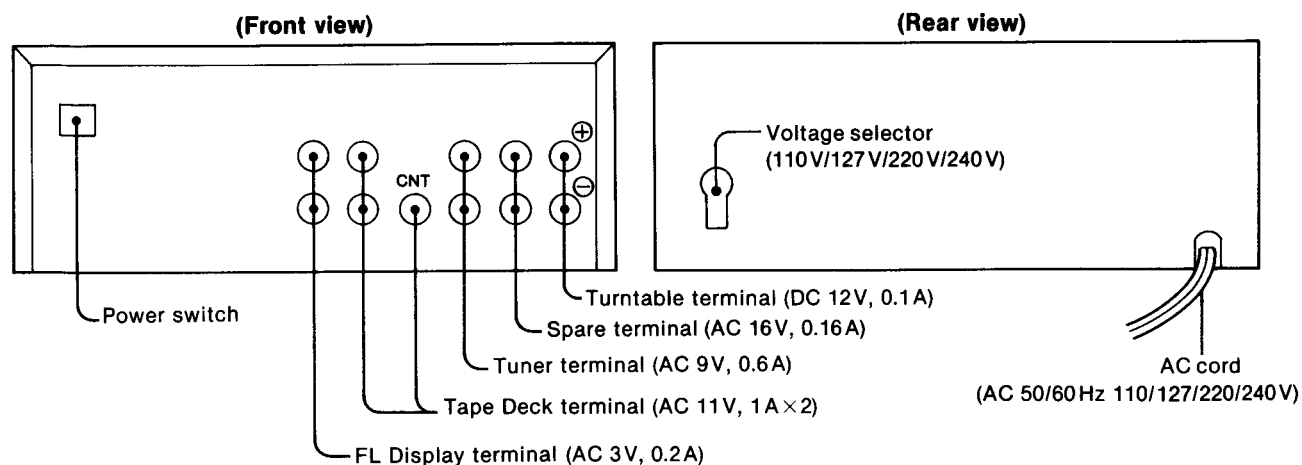 (Front view)
(Rear view)
⊕
CNT
⊖
Voltage selector
(110V/127V/220V/240V)
Turntable terminal (DC 12V, 0.1A)
Power switch
Spare terminal (AC 16V, 0.16A)
Tuner terminal (AC 9V, 0.6A)
AC cord
(AC 50/60Hz 110/127/220/240V)
Tape Deck terminal (AC 11V, 1A×2)
FL Display terminal (AC 3V, 0.2A)